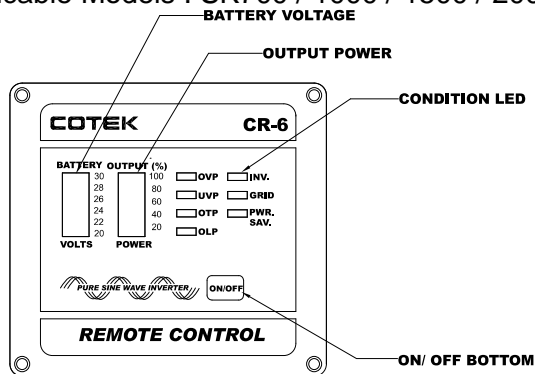 BATTERY VOLTAGE
OUTPUT POWER
CONDITION LED
COTEK CR-6
BATTERY OUTPUT (%)
30 100 OVP INV.
28 80 UVP GRID
26 60 OTP PWR. SAV.
24 40 OLP
22 20
20
VOLTS POWER
PURE SINE WAVE INVERTER ON/OFF
REMOTE CONTROL
ON/ OFF BOTTOM